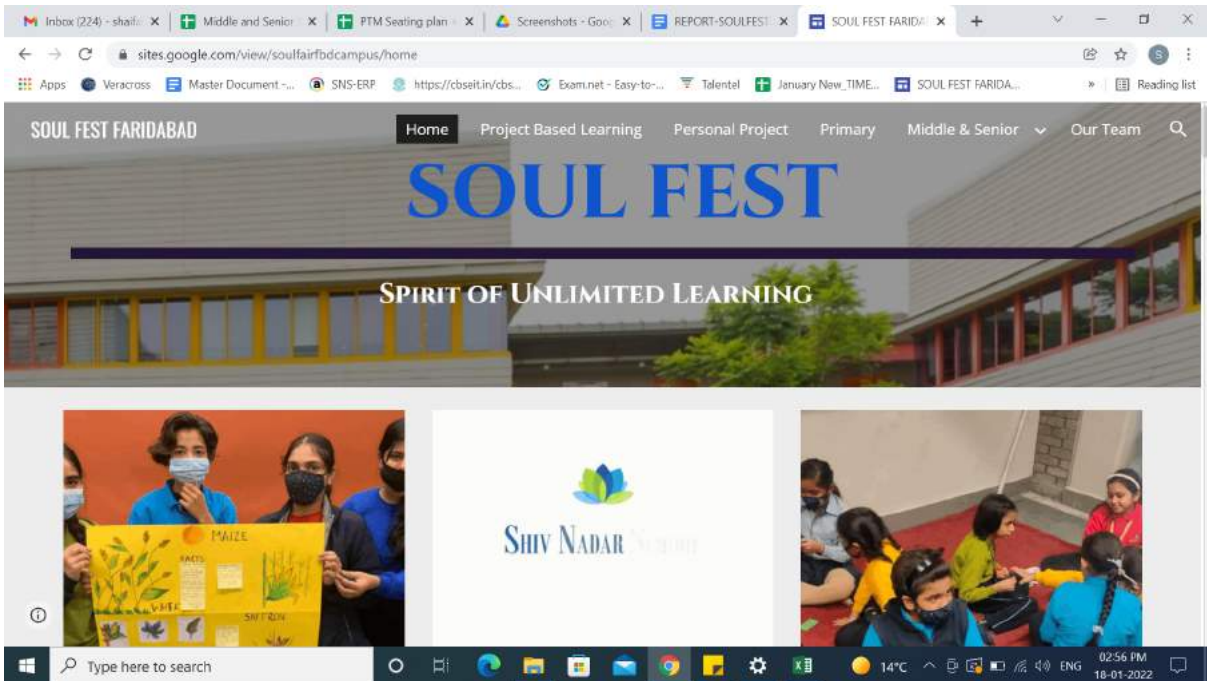 Inbox (224) - shaifa
Middle and Senior
PTM Seating plan -
Screenshots - Goog
REPORT-SOULFEST
SOUL FEST FARIDA
sites.google.com/view/soulfairfbdcampus/home
Apps
Veracross
Master Document -...
SNS-ERP
https://cbseit.in/cbs...
Exam.net - Easy-to-...
Talentel
January New_TIME...
SOUL FEST FARIDA...
»
Reading list
SOUL FEST FARIDABAD
Home
Project Based Learning
Personal Project
Primary
Middle & Senior
Our Team
SOUL FEST
SPIRIT OF UNLIMITED LEARNING
MAIZE
FACTS
SAFFRON
SHIV NADAR
Type here to search
14°C
ENG
02:56 PM
18-01-2022